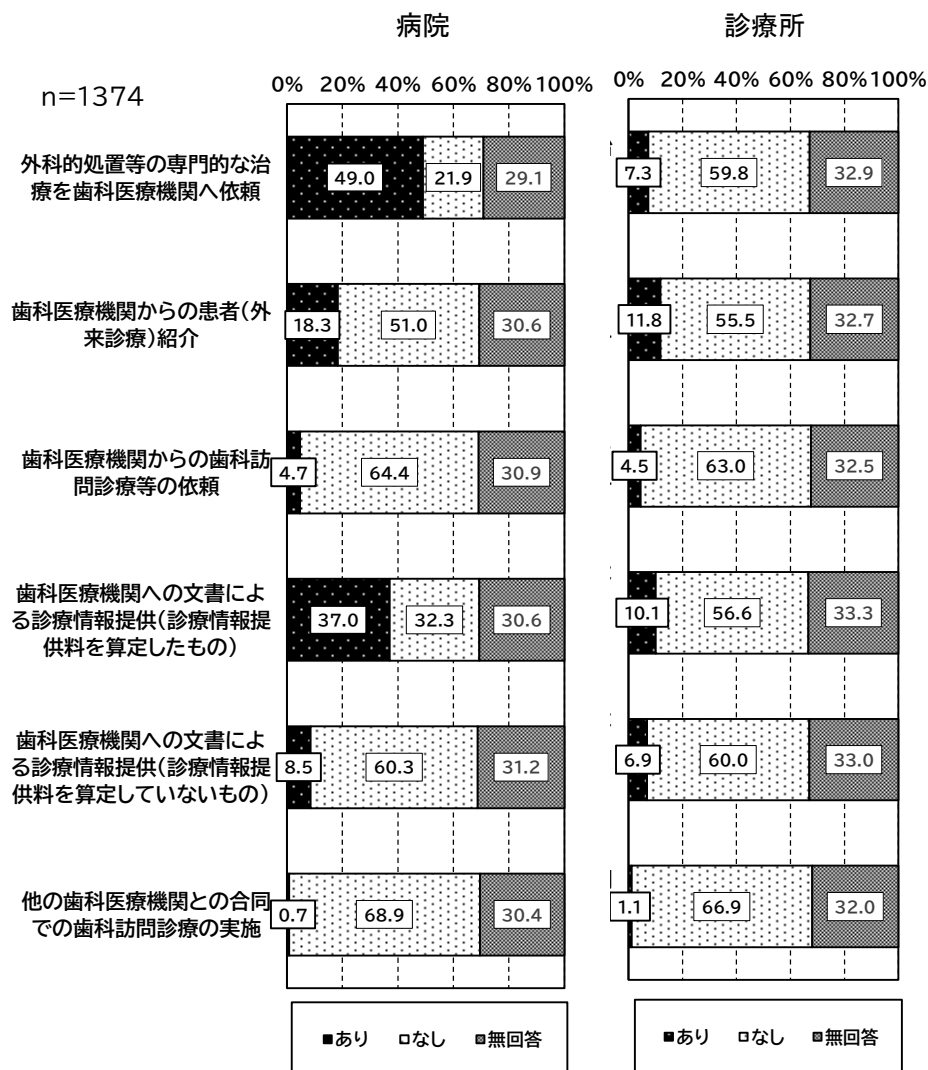 病院 診療所
n=1374
0% 20% 40% 60% 80% 100% 0% 20% 40% 60% 80% 100%
外科的処置等の専門的な治
療を歯科医療機関へ依頼
49.0 21.9 29.1 7.3 59.8 32.9
歯科医療機関からの患者(外
来診療)紹介
18.3 51.0 30.6 11.8 55.5 32.7
歯科医療機関からの歯科訪
問診療等の依頼
4.7 64.4 30.9 4.5 63.0 32.5
歯科医療機関への文書によ
る診療情報提供(診療情報提
供料を算定したもの)
37.0 32.3 30.6 10.1 56.6 33.3
歯科医療機関への文書によ
る診療情報提供(診療情報提
供料を算定していないもの)
8.5 60.3 31.2 6.9 60.0 33.0
他の歯科医療機関との合同
での歯科訪問診療の実施
0.7 68.9 30.4 1.1 66.9 32.0
あり なし 無回答 あり なし 無回答